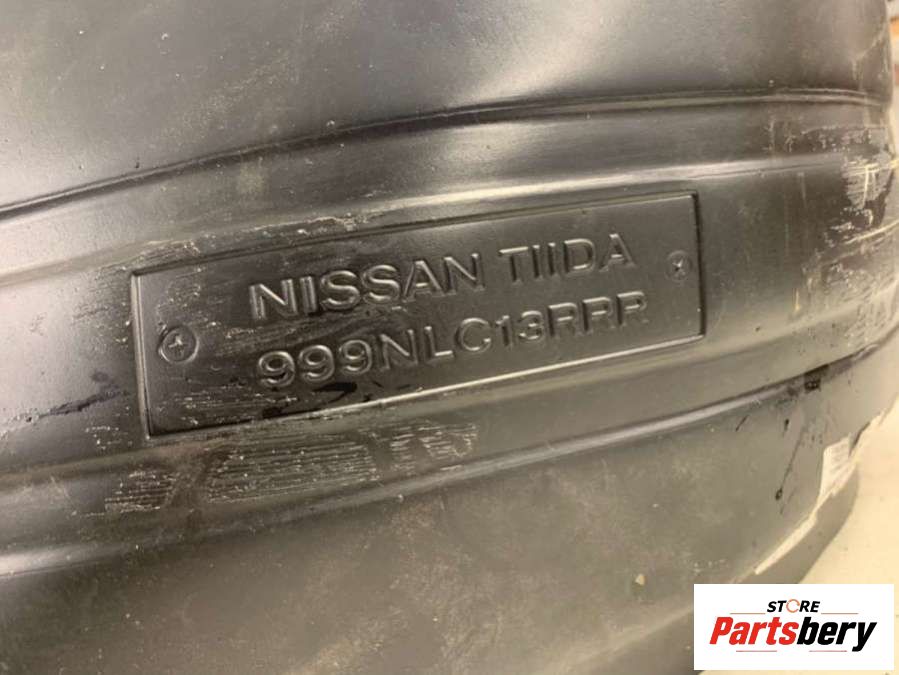 NISSAN TIIDA
999NLC13RRR
STORE
Partsbery